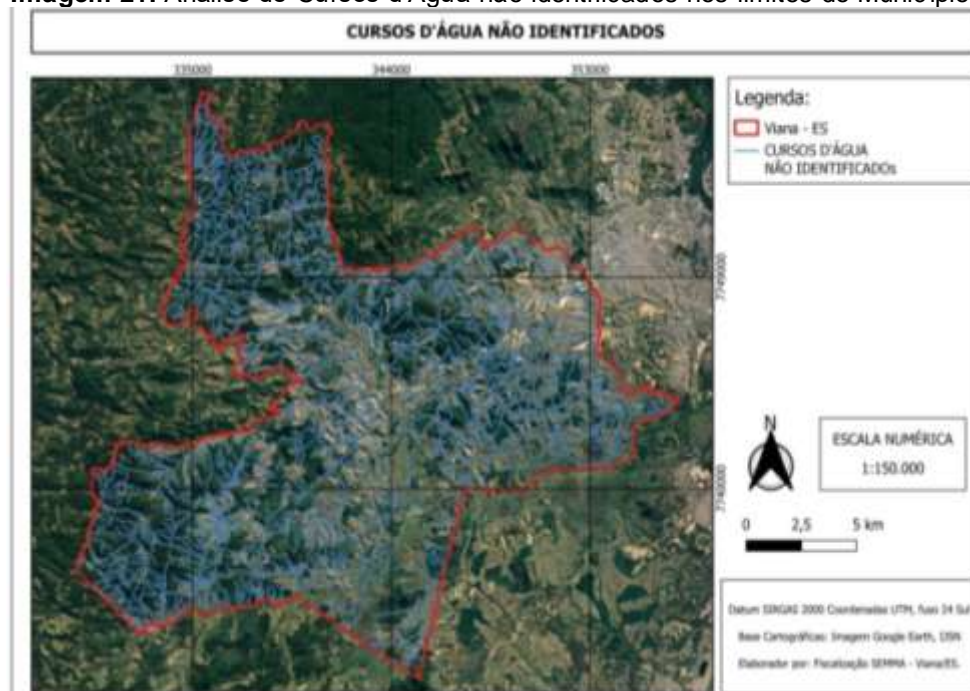 Imagem 21: Análise de Cursos d'Água não identificados nos limites do Município
CURSOS D'ÁGUA NÃO IDENTIFICADOS
335000 344000 353000
Legenda:
Viana - ES
CURSOS D'ÁGUA
NÃO IDENTIFICADOs
7749000
7740000
N
ESCALA NUMÉRICA
1:150.000
0 2,5 5 km
Datum SIRGAS 2000 Coordenadas UTM, fuso 24 Sul
Base Cartográficas: Imagem Google Earth,
Elaborador por: Fiscalização SEMMA - Viana/ES.